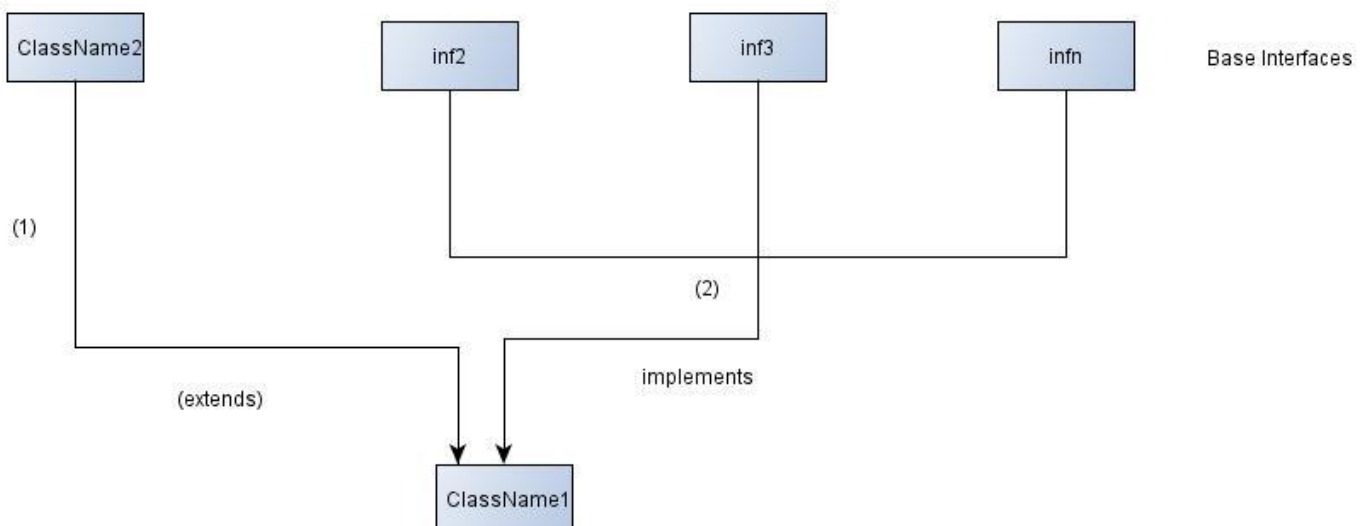 ClassName2
inf2
inf3
infn
Base Interfaces
(1)
(2)
implements
(extends)
ClassName1